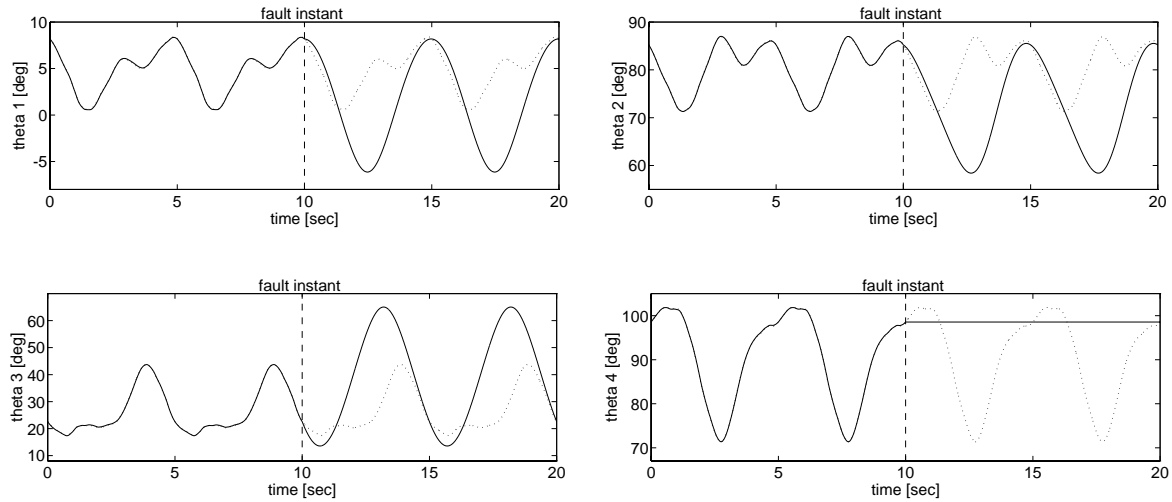 fault instant
10
5
0
-5
theta 1 [deg]
0 5 10 15 20
time [sec]
fault instant
90
80
70
60
theta 2 [deg]
0 5 10 15 20
time [sec]
fault instant
60
50
40
30
20
10
theta 3 [deg]
0 5 10 15 20
time [sec]
fault instant
100
90
80
70
theta 4 [deg]
0 5 10 15 20
time [sec]